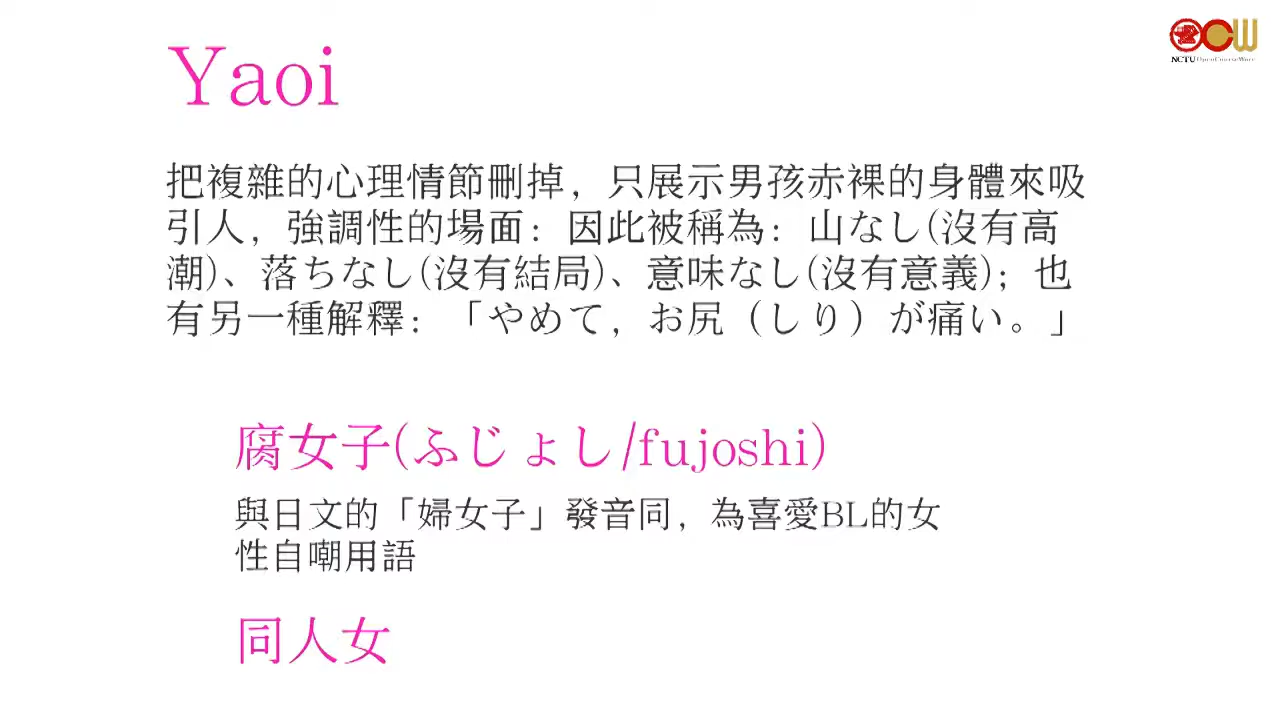 NCTU OpenCourseWare
Yaoi
把複雜的心理情節刪掉，只展示男孩赤裸的身體來吸
引人，強調性的場面：因此被稱為：山なし(沒有高
潮)、落ちなし(沒有結局)、意味なし(沒有意義)；也
有另一種解釋：「やめて，お尻（しり）が痛い。」
腐女子(ふじょし/fujoshi)
與日文的「婦女子」發音同，為喜愛BL的女
性自嘲用語
同人女